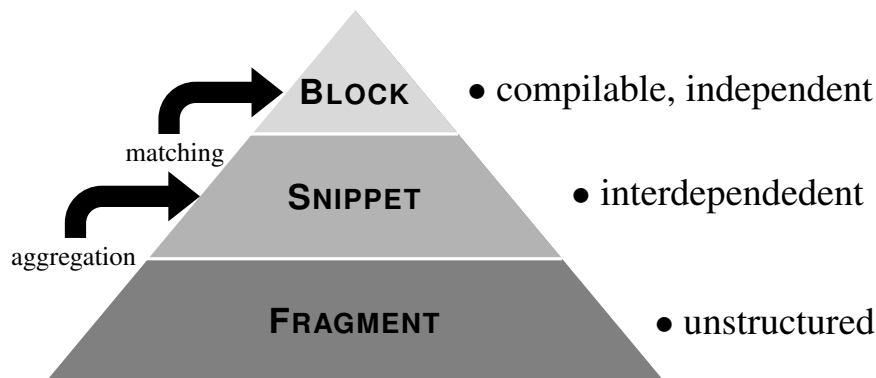 BLOCK
• compilable, independent
matching
SNIPPET
• interdependedent
aggregation
FRAGMENT
• unstructured